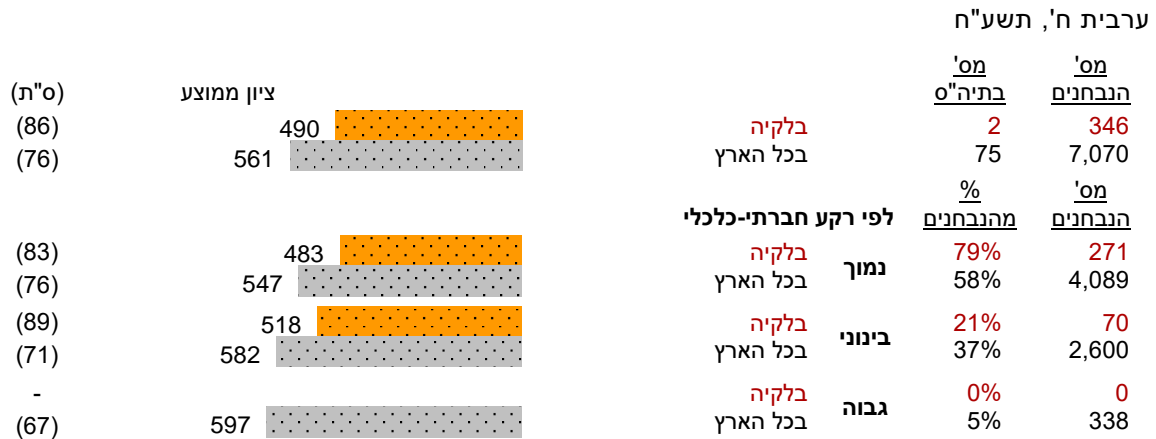 ערבית ח', תשע"ח
מס' מס'
הנבחנים בתיה"ס ציון ממוצע (ס"ת)
346 2 בלקיה 490 (86)
7,070 75 בכל הארץ 561 (76)
מס' %
הנבחנים מהנבחנים לפי רקע חברתי-כלכלי
271 79% בלקיה 483 (83)
נמוך
4,089 58% בכל הארץ 547 (76)
70 21% בלקיה 518 (89)
בינוני
2,600 37% בכל הארץ 582 (71)
0 0% בלקיה -
גבוה
338 5% בכל הארץ 597 (67)